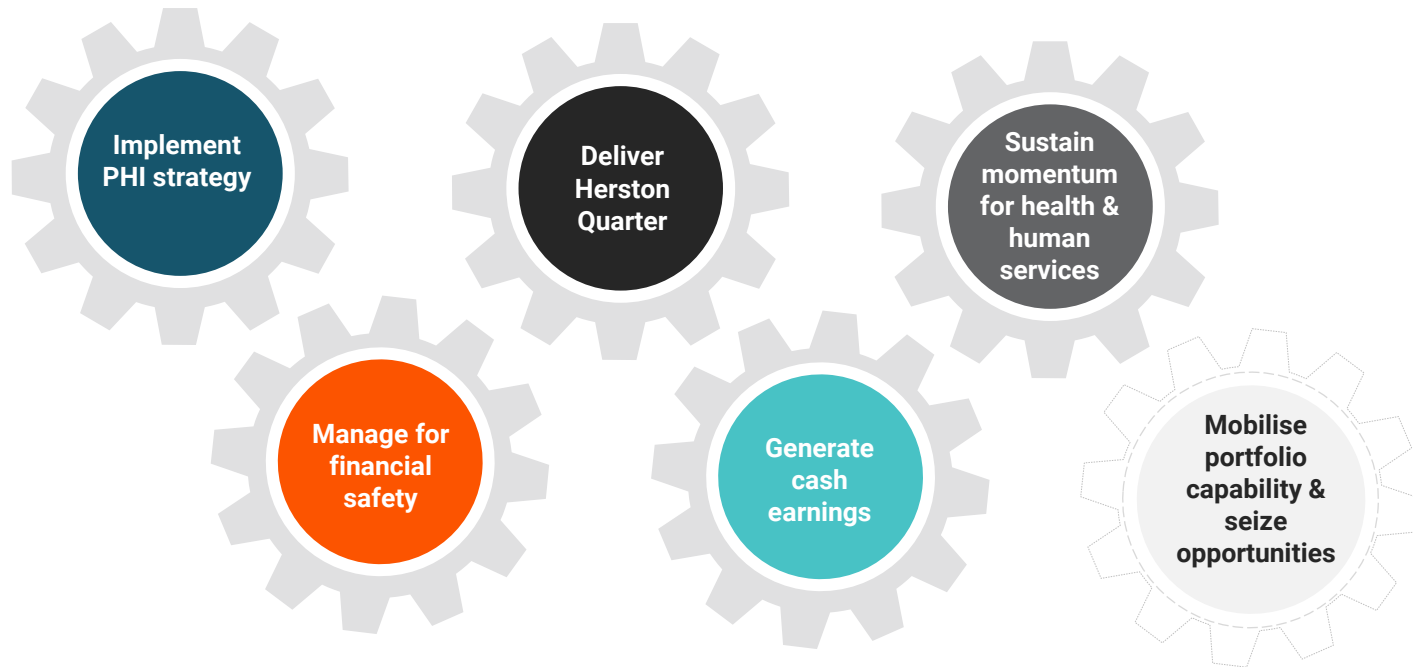 Implement
PHI strategy
Deliver
Herston
Quarter
Sustain
momentum
for health &
human
services
Manage for
financial
safety
Generate
cash
earnings
Mobilise
portfolio
capability &
seize
opportunities